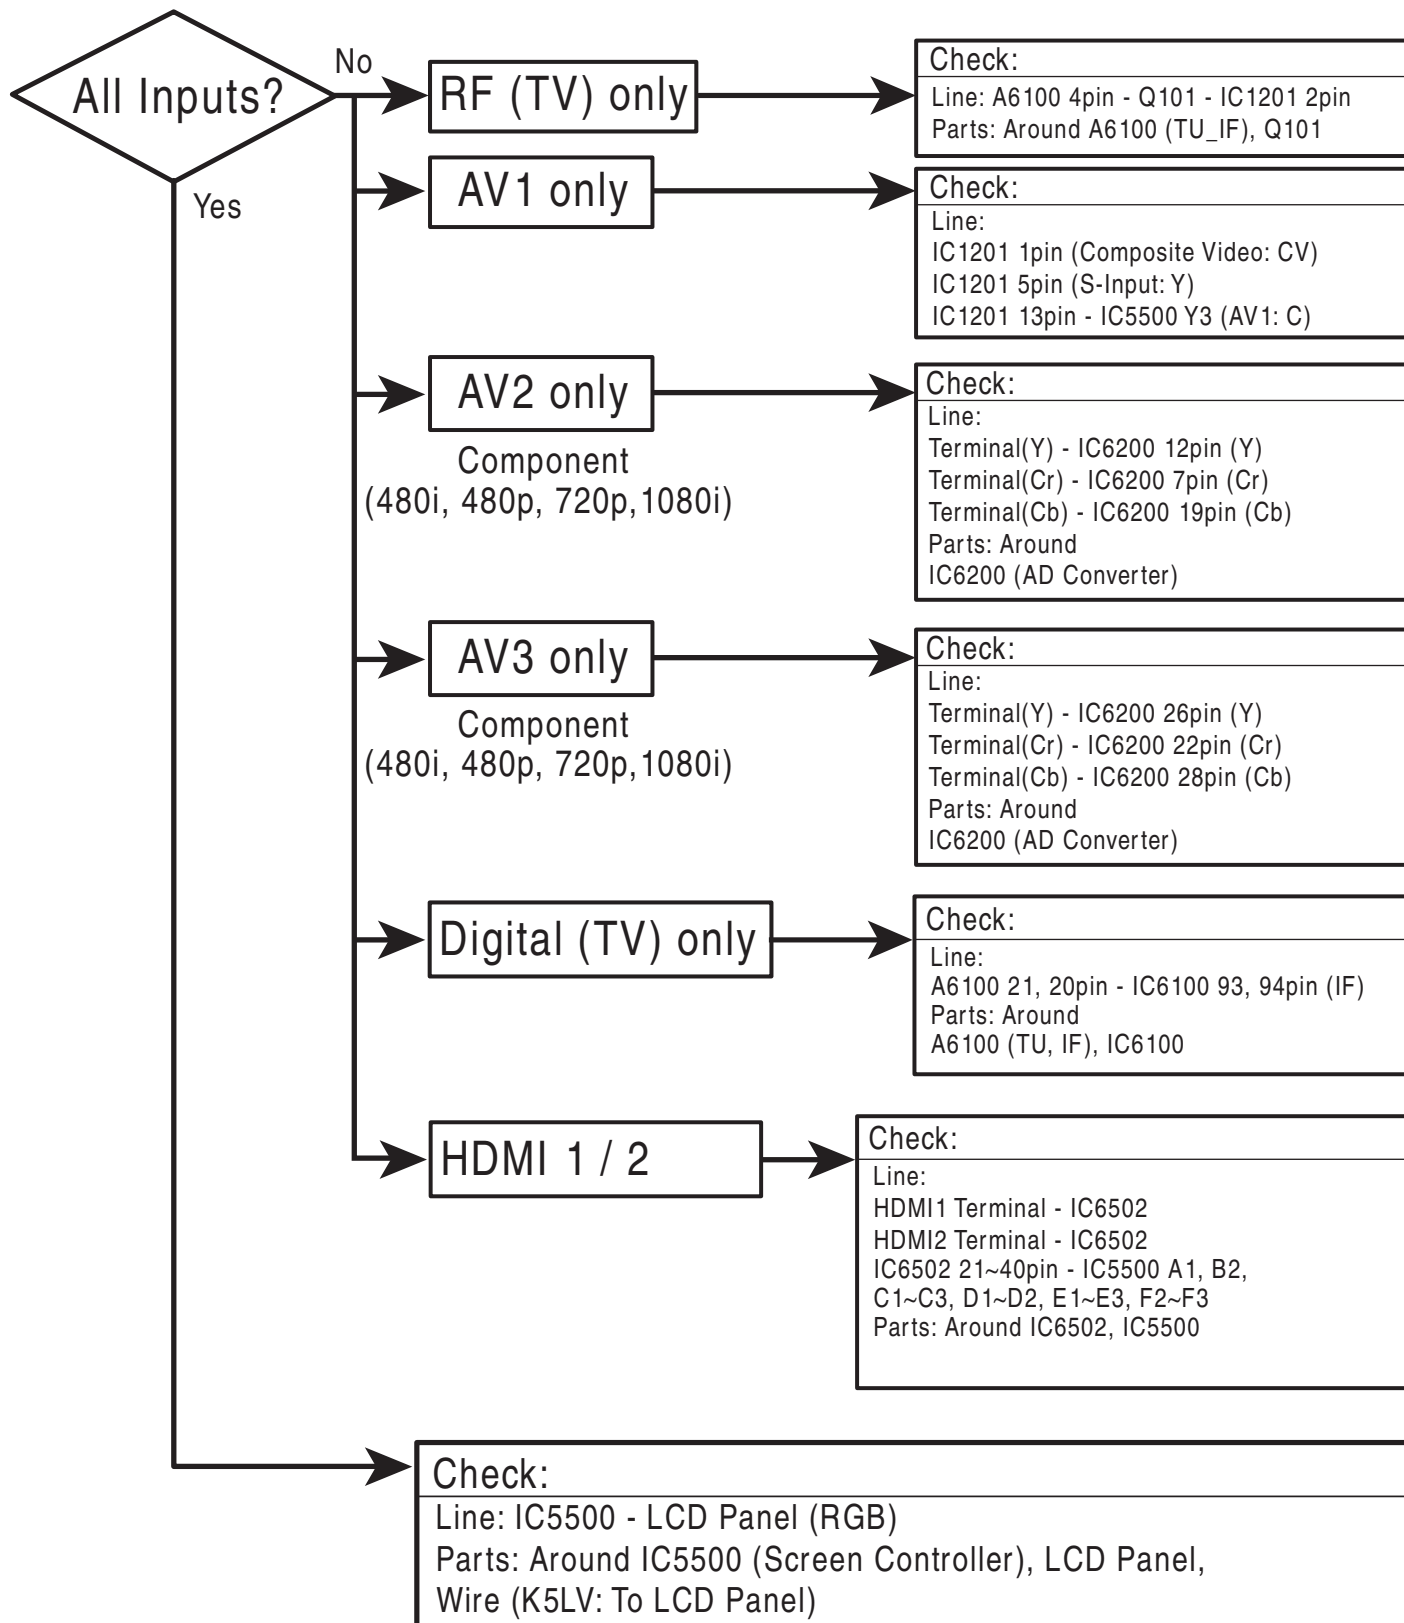 All Inputs?
No
Yes
RF (TV) only
Check:
Line: A6100 4pin - Q101 - IC1201 2pin
Parts: Around A6100 (TU_IF), Q101
AV1 only
Check:
Line:
IC1201 1pin (Composite Video: CV)
IC1201 5pin (S-Input: Y)
IC1201 13pin - IC5500 Y3 (AV1: C)
AV2 only
Component
(480i, 480p, 720p,1080i)
Check:
Line:
Terminal(Y) - IC6200 12pin (Y)
Terminal(Cr) - IC6200 7pin (Cr)
Terminal(Cb) - IC6200 19pin (Cb)
Parts: Around
IC6200 (AD Converter)
AV3 only
Component
(480i, 480p, 720p,1080i)
Check:
Line:
Terminal(Y) - IC6200 26pin (Y)
Terminal(Cr) - IC6200 22pin (Cr)
Terminal(Cb) - IC6200 28pin (Cb)
Parts: Around
IC6200 (AD Converter)
Digital (TV) only
Check:
Line:
A6100 21, 20pin - IC6100 93, 94pin (IF)
Parts: Around
A6100 (TU, IF), IC6100
HDMI 1 / 2
Check:
Line:
HDMI1 Terminal - IC6502
HDMI2 Terminal - IC6502
IC6502 21~40pin - IC5500 A1, B2,
C1~C3, D1~D2, E1~E3, F2~F3
Parts: Around IC6502, IC5500
Check:
Line: IC5500 - LCD Panel (RGB)
Parts: Around IC5500 (Screen Controller), LCD Panel,
Wire (K5LV: To LCD Panel)